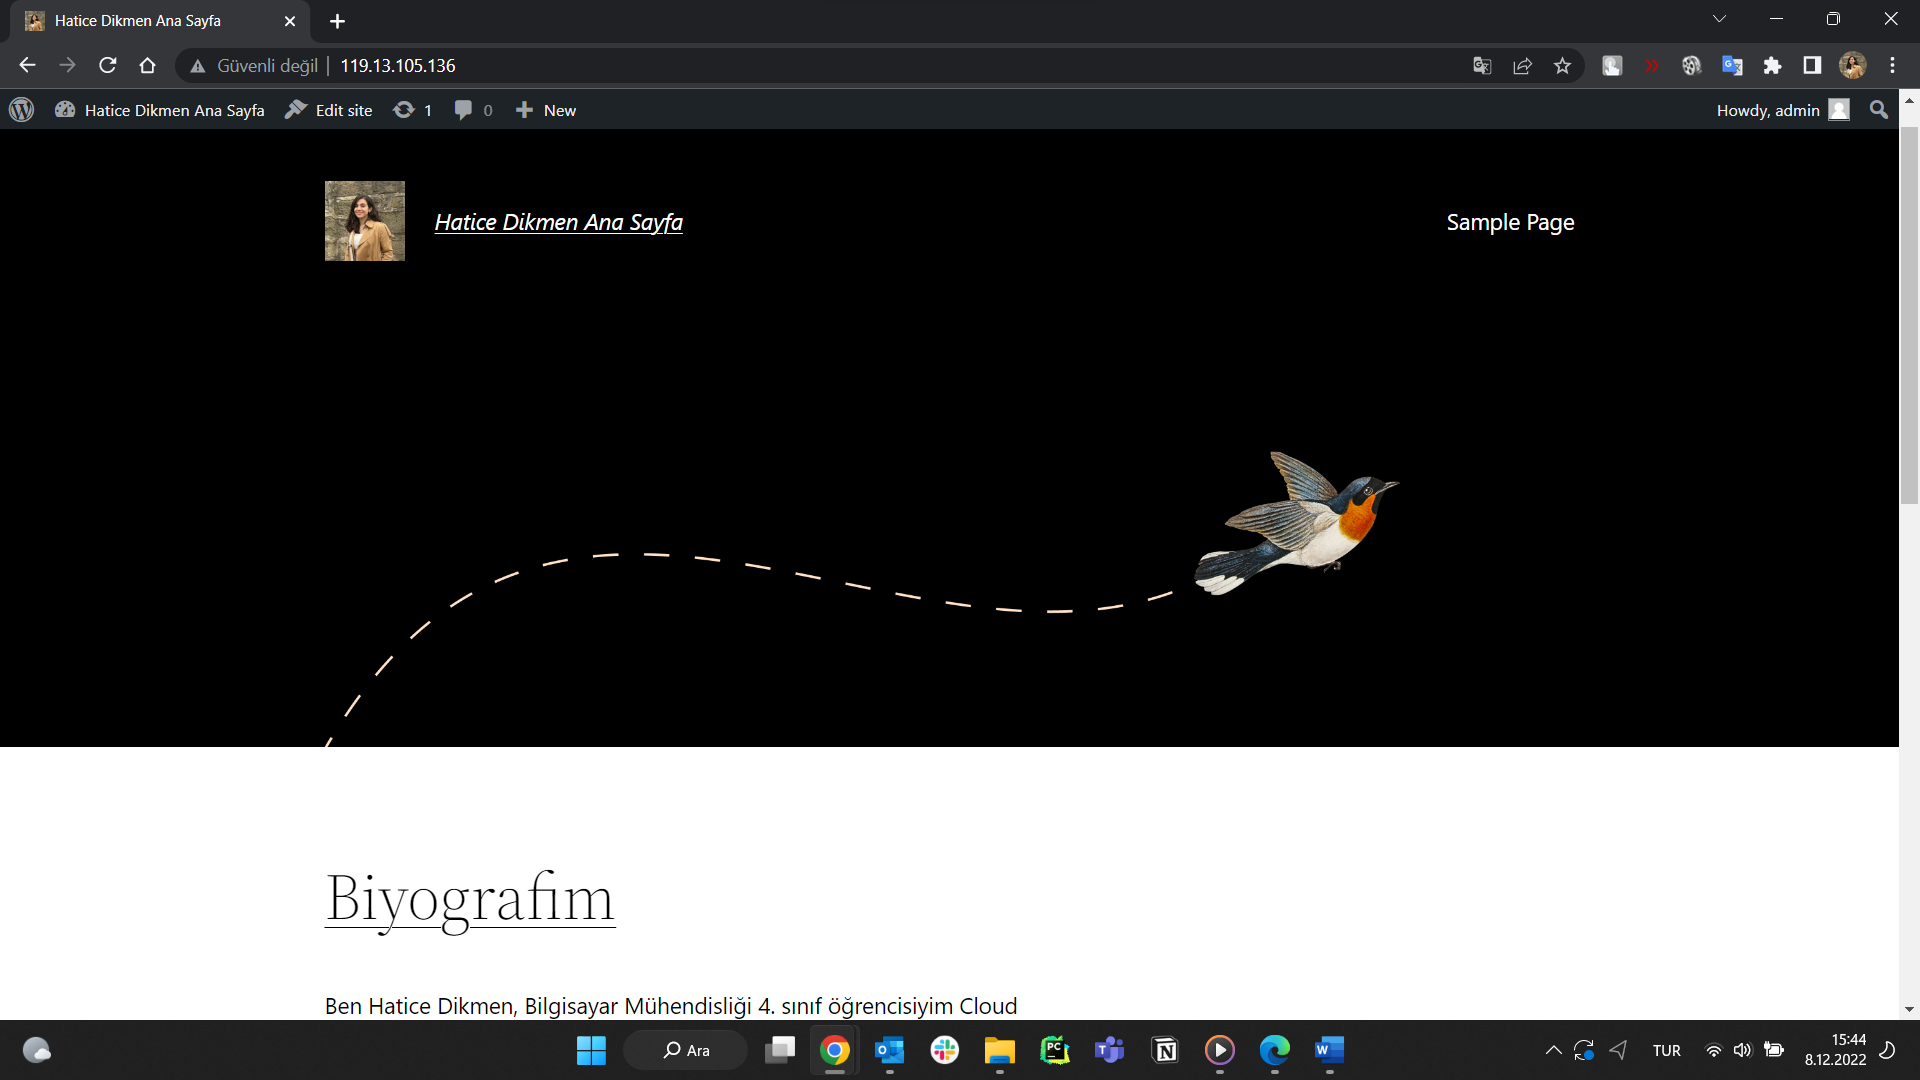 Hatice Dikmen Ana Sayfa
Güvenli değil | 119.13.105.136
Hatice Dikmen Ana Sayfa Edit site 1 0 New Howdy, admin
Hatice Dikmen Ana Sayfa Sample Page
Biyografim
Ben Hatice Dikmen, Bilgisayar Mühendisliği 4. sınıf öğrencisiyim Cloud
Ara TUR 15:44
8.12.2022